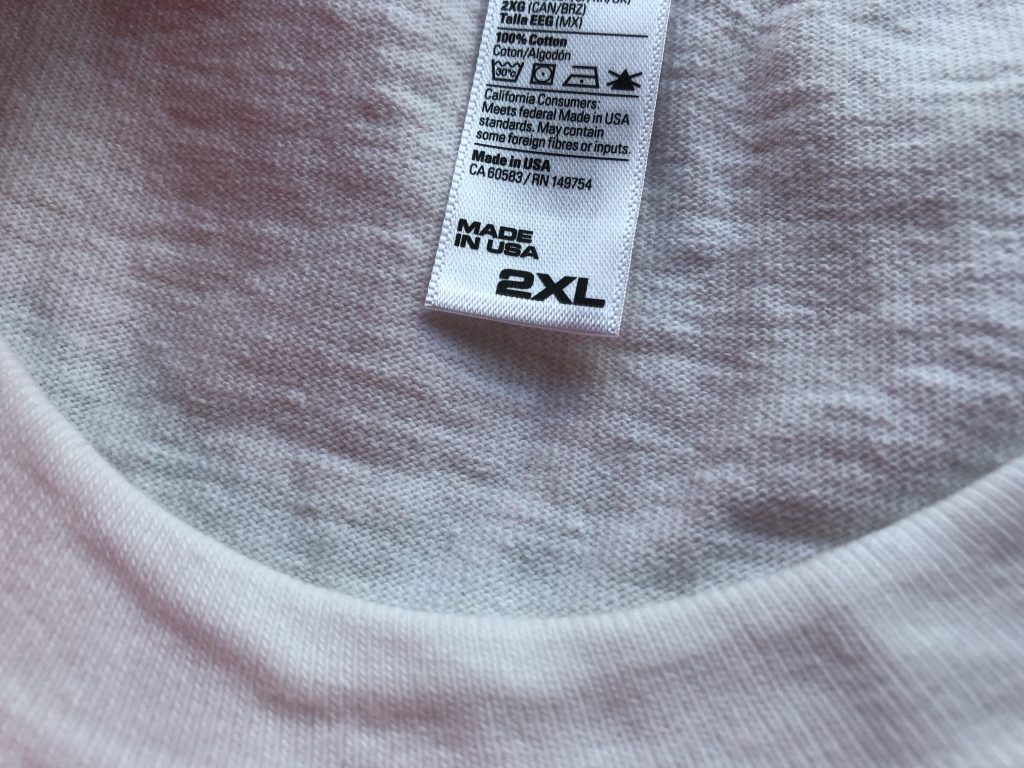 2XG (CAN/BRZ)
Talla EEG (MX)
100% Cotton
Coton/Algodón
30°C
California Consumers:
Meets federal Made in USA
standards. May contain
some foreign fibres or inputs.
Made in USA
CA 60583 / RN 149754
MADE
IN USA
2XL